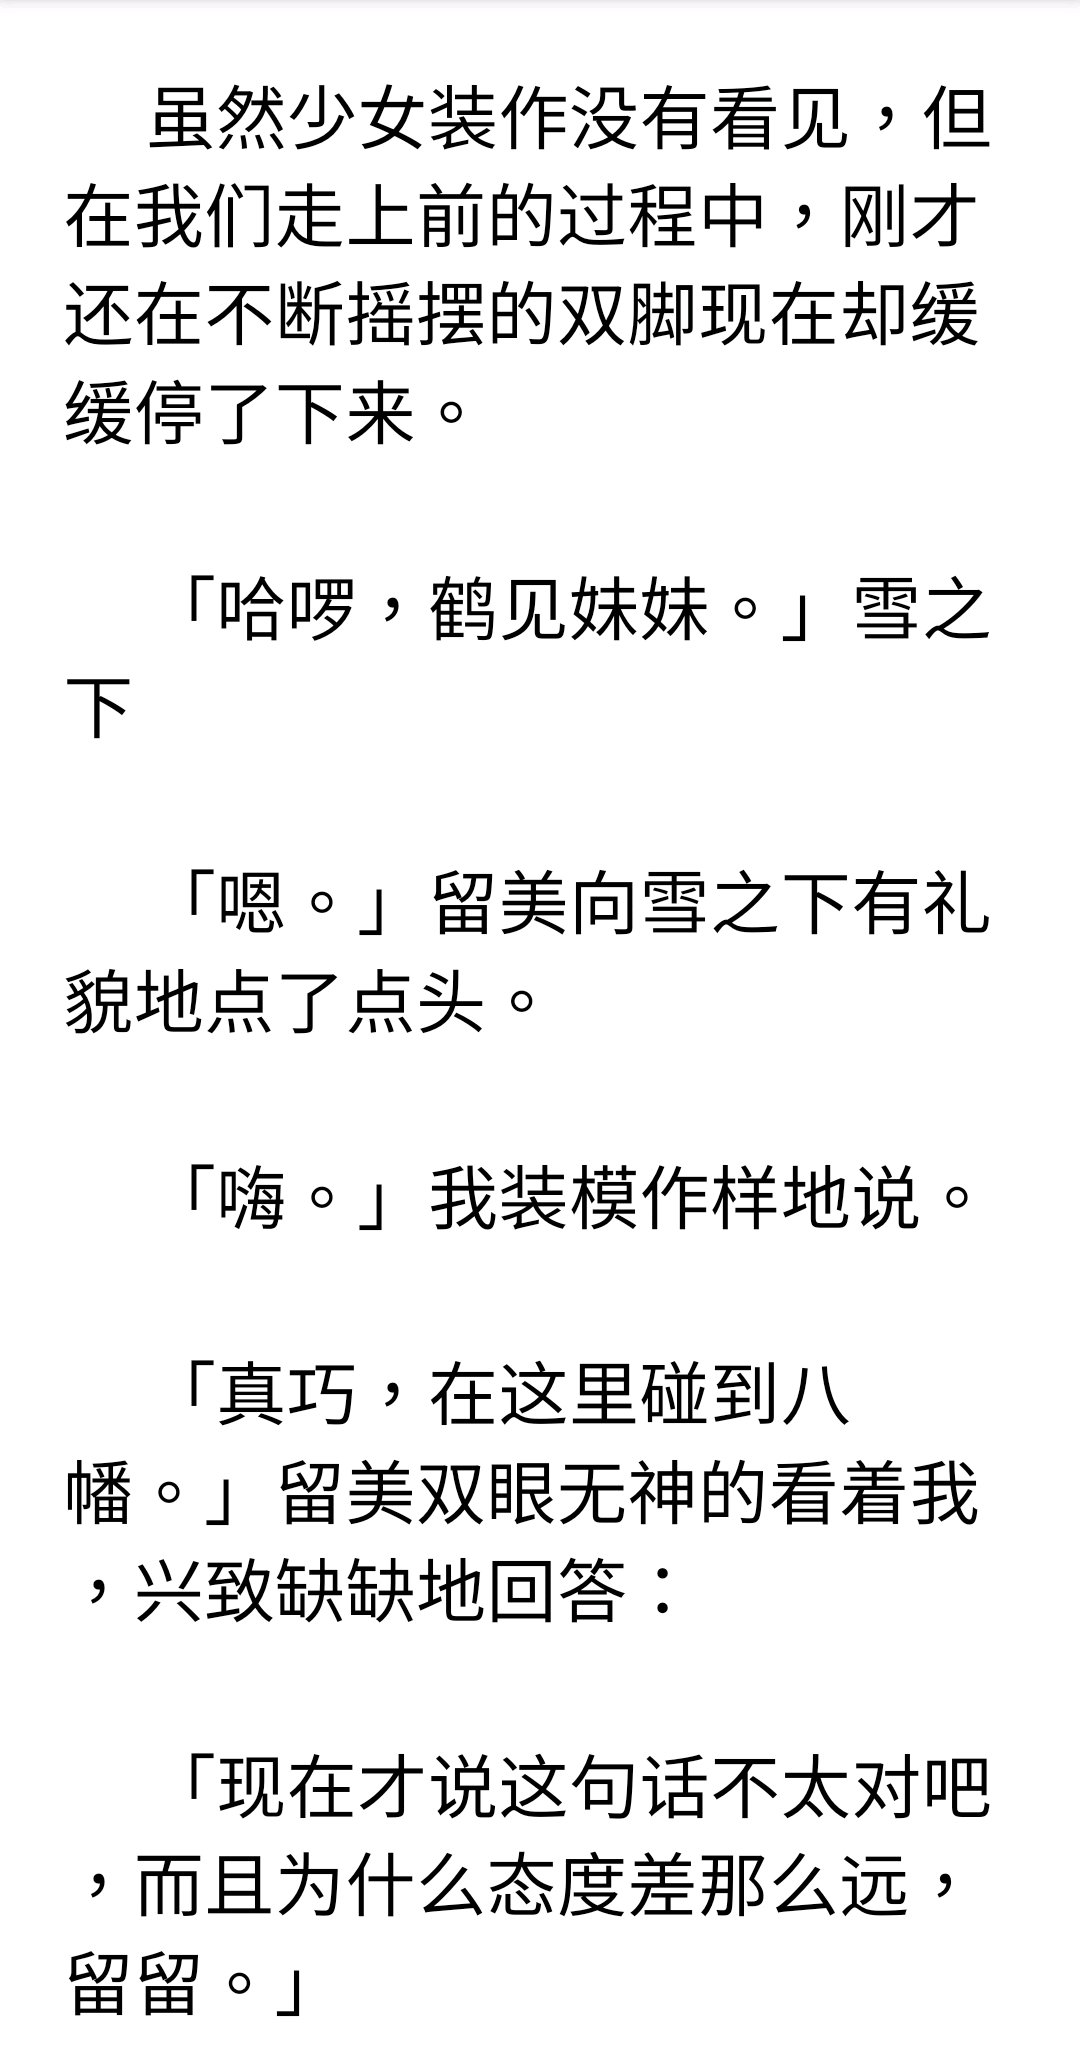 虽然少女装作没有看见，但
在我们走上前的过程中，刚才
还在不断摇摆的双脚现在却缓
缓停了下来。
「哈啰，鹤见妹妹。」雪之
下
「嗯。」留美向雪之下有礼
貌地点了点头。
「嗨。」我装模作样地说。
「真巧，在这里碰到八
幡。」留美双眼无神的看着我
，兴致缺缺地回答：
「现在才说这句话不太对吧
，而且为什么态度差那么远，
留留。」